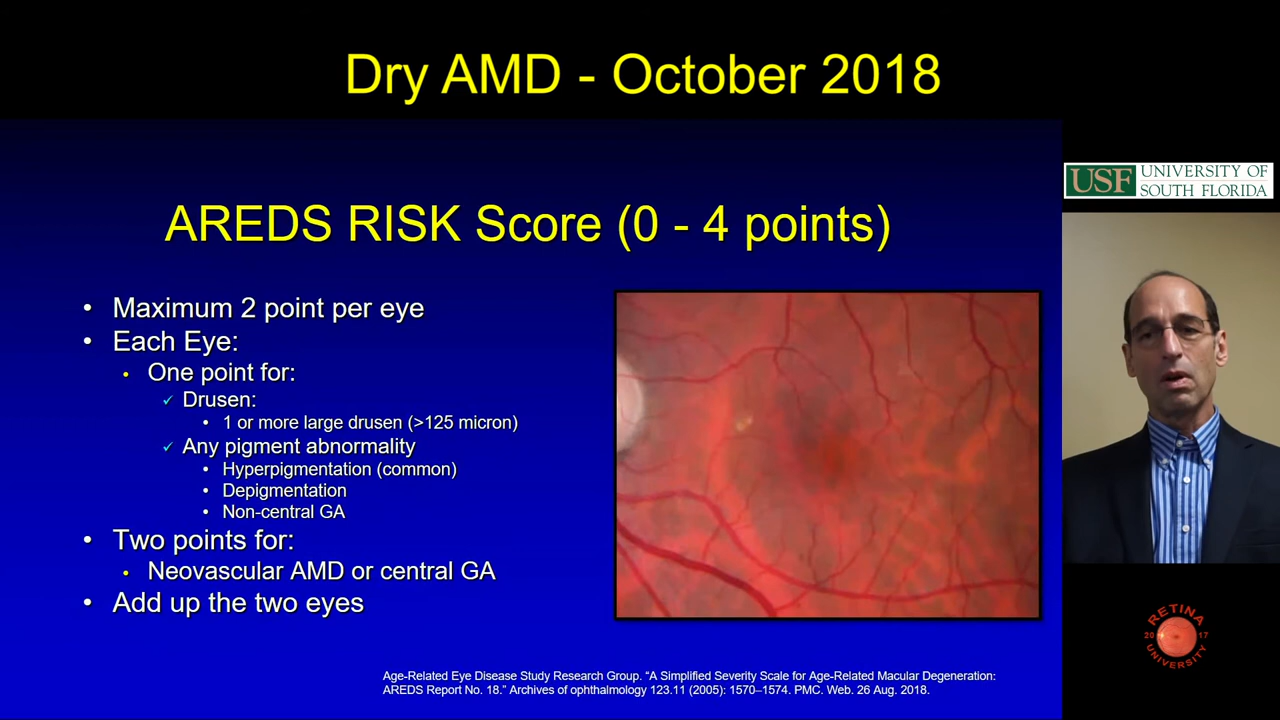 Dry AMD - October 2018
USF UNIVERSITY OF
SOUTH FLORIDA
AREDS RISK Score (0 - 4 points)
• Maximum 2 point per eye
• Each Eye:
• One point for:
✓ Drusen:
• 1 or more large drusen (>125 micron)
✓ Any pigment abnormality
• Hyperpigmentation (common)
• Depigmentation
• Non-central GA
• Two points for:
• Neovascular AMD or central GA
• Add up the two eyes
RETINA
20 17
UNIVERSITY
Age-Related Eye Disease Study Research Group. “A Simplified Severity Scale for Age-Related Macular Degeneration:
AREDS Report No. 18.” Archives of ophthalmology 123.11 (2005): 1570–1574. PMC. Web. 26 Aug. 2018.